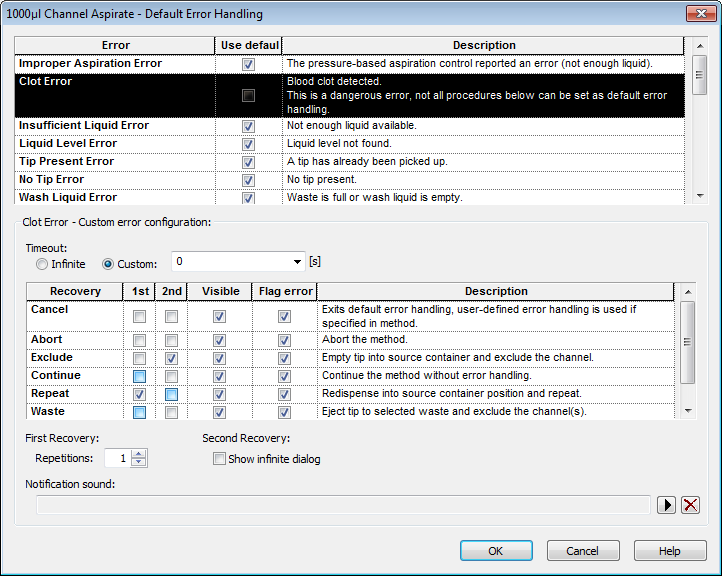 1000µl Channel Aspirate - Default Error Handling
Error Use defaul Description
Improper Aspiration Error The pressure-based aspiration control reported an error (not enough liquid).
Clot Error Blood clot detected.
This is a dangerous error, not all procedures below can be set as default error
handling.
Insufficient Liquid Error Not enough liquid available.
Liquid Level Error Liquid level not found.
Tip Present Error A tip has already been picked up.
No Tip Error No tip present.
Wash Liquid Error Waste is full or wash liquid is empty.
Clot Error - Custom error configuration:
Timeout:
Infinite Custom: 0 [s]
Recovery 1st 2nd Visible Flag error Description
Cancel Exits default error handling, user-defined error handling is used if
specified in method.
Abort Abort the method.
Exclude Empty tip into source container and exclude the channel.
Continue Continue the method without error handling.
Repeat Redispense into source container position and repeat.
Waste Eject tip to selected waste and exclude the channel(s).
First Recovery: Second Recovery:
Repetitions: 1 Show infinite dialog
Notification sound:
OK Cancel Help